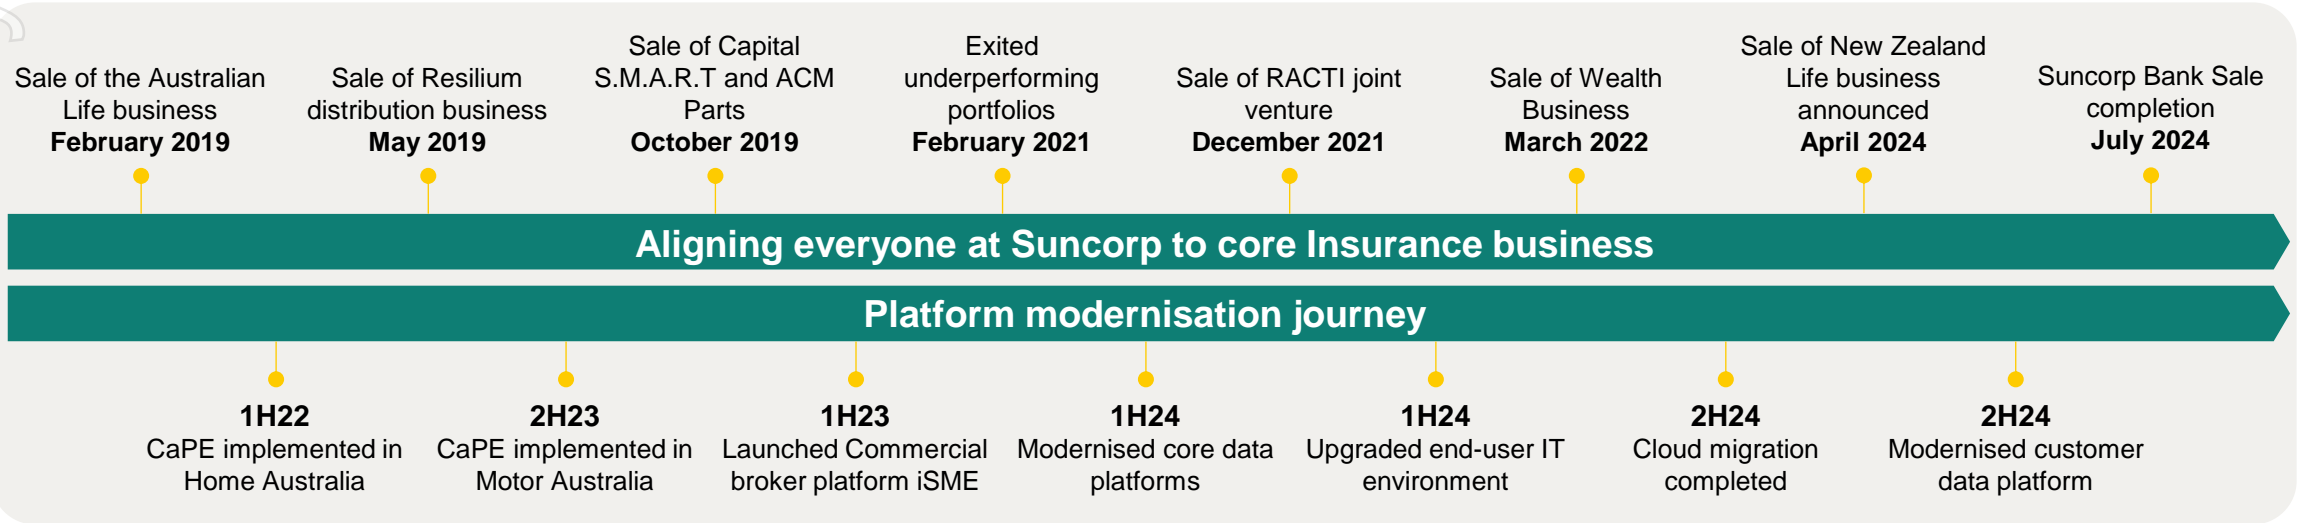 Sale of the Australian
Life business
February 2019
Sale of Resilium
distribution business
May 2019
Sale of Capital
S.M.A.R.T and ACM
Parts
October 2019
Exited
underperforming
portfolios
February 2021
Sale of RACTI joint
venture
December 2021
Sale of Wealth
Business
March 2022
Sale of New Zealand
Life business
announced
April 2024
Suncorp Bank Sale
completion
July 2024
Aligning everyone at Suncorp to core Insurance business
Platform modernisation journey
1H22
CaPE implemented in
Home Australia
2H23
CaPE implemented in
Motor Australia
1H23
Launched Commercial
broker platform iSME
1H24
Modernised core data
platforms
1H24
Upgraded end-user IT
environment
2H24
Cloud migration
completed
2H24
Modernised customer
data platform